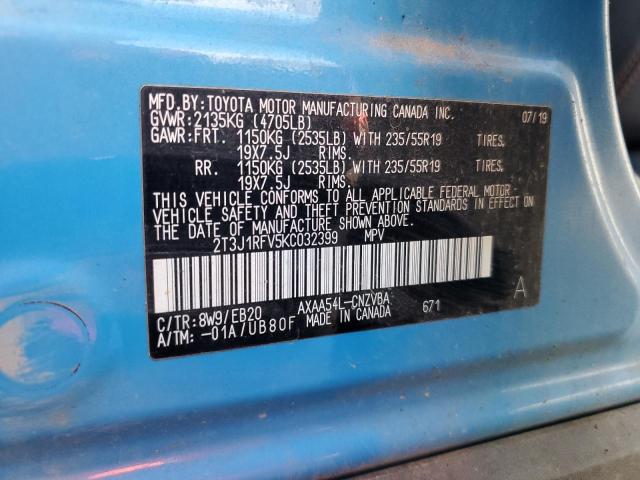 MFD.BY:TOYOTA MOTOR MANUFACTURING CANADA INC. 07/19
GVWR:2135KG (4705LB)
GAWR:FRT. 1150KG (2535LB) WITH 235/55R19 TIRES.
19X7.5J RIMS.
RR. 1150KG (2535LB) WITH 235/55R19 TIRES.
19X7.5J RIMS.
THIS VEHICLE CONFORMS TO ALL APPLICABLE FEDERAL MOTOR
VEHICLE SAFETY AND THEFT PREVENTION STANDARDS IN EFFECT ON THE
DATE OF MANUFACTURE SHOWN ABOVE.
2T3J1RFV5KC032399 MPV
C/TR:8W9/EB20 AXAA54L-CNZVBA A
A/TM: -01A/UB80F MADE IN CANADA 671